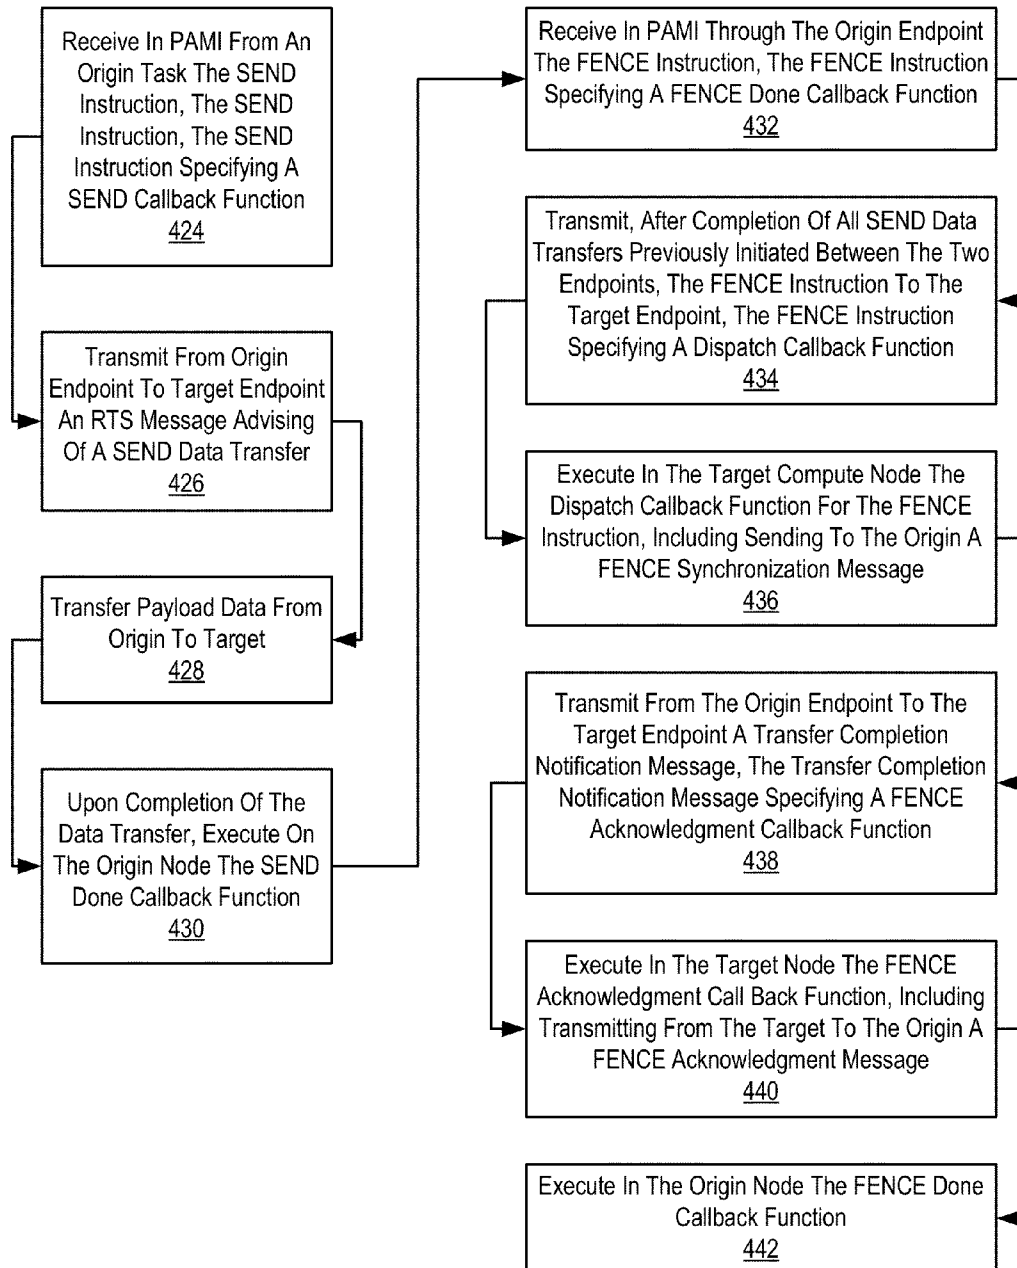 Receive In PAMI From An
Origin Task The SEND
Instruction, The SEND
Instruction, The SEND
Instruction Specifying A
SEND Callback Function
424
Transmit From Origin
Endpoint To Target Endpoint
An RTS Message Advising
Of A SEND Data Transfer
426
Transfer Payload Data From
Origin To Target
428
Upon Completion Of The
Data Transfer, Execute On
The Origin Node The SEND
Done Callback Function
430
Receive In PAMI Through The Origin Endpoint
The FENCE Instruction, The FENCE Instruction
Specifying A FENCE Done Callback Function
432
Transmit, After Completion Of All SEND Data
Transfers Previously Initiated Between The Two
Endpoints, The FENCE Instruction To The
Target Endpoint, The FENCE Instruction
Specifying A Dispatch Callback Function
434
Execute In The Target Compute Node The
Dispatch Callback Function For The FENCE
Instruction, Including Sending To The Origin A
FENCE Synchronization Message
436
Transmit From The Origin Endpoint To The
Target Endpoint A Transfer Completion
Notification Message, The Transfer Completion
Notification Message Specifying A FENCE
Acknowledgment Callback Function
438
Execute In The Target Node The FENCE
Acknowledgment Call Back Function, Including
Transmitting From The Target To The Origin A
FENCE Acknowledgment Message
440
Execute In The Origin Node The FENCE Done
Callback Function
442